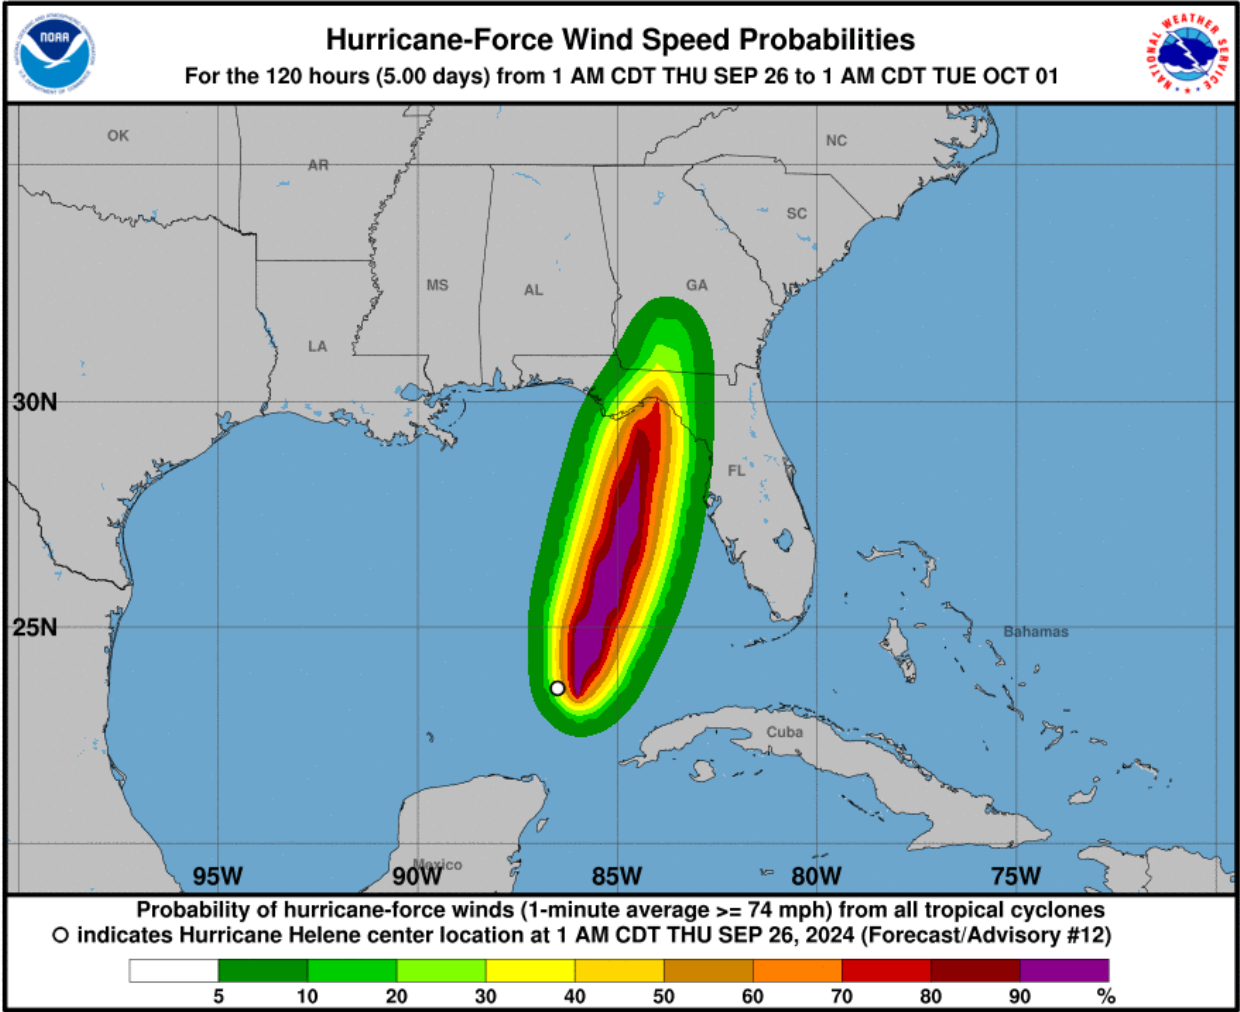 NOAA
Hurricane-Force Wind Speed Probabilities
For the 120 hours (5.00 days) from 1 AM CDT THU SEP 26 to 1 AM CDT TUE OCT 01
NATIONAL WEATHER SERVICE
OK
AR
NC
SC
MS
AL
GA
LA
30N
FL
25N
Bahamas
Cuba
Mexico
95W
90W
85W
80W
75W
Probability of hurricane-force winds (1-minute average >= 74 mph) from all tropical cyclones
indicates Hurricane Helene center location at 1 AM CDT THU SEP 26, 2024 (Forecast/Advisory #12)
5 10 20 30 40 50 60 70 80 90 %